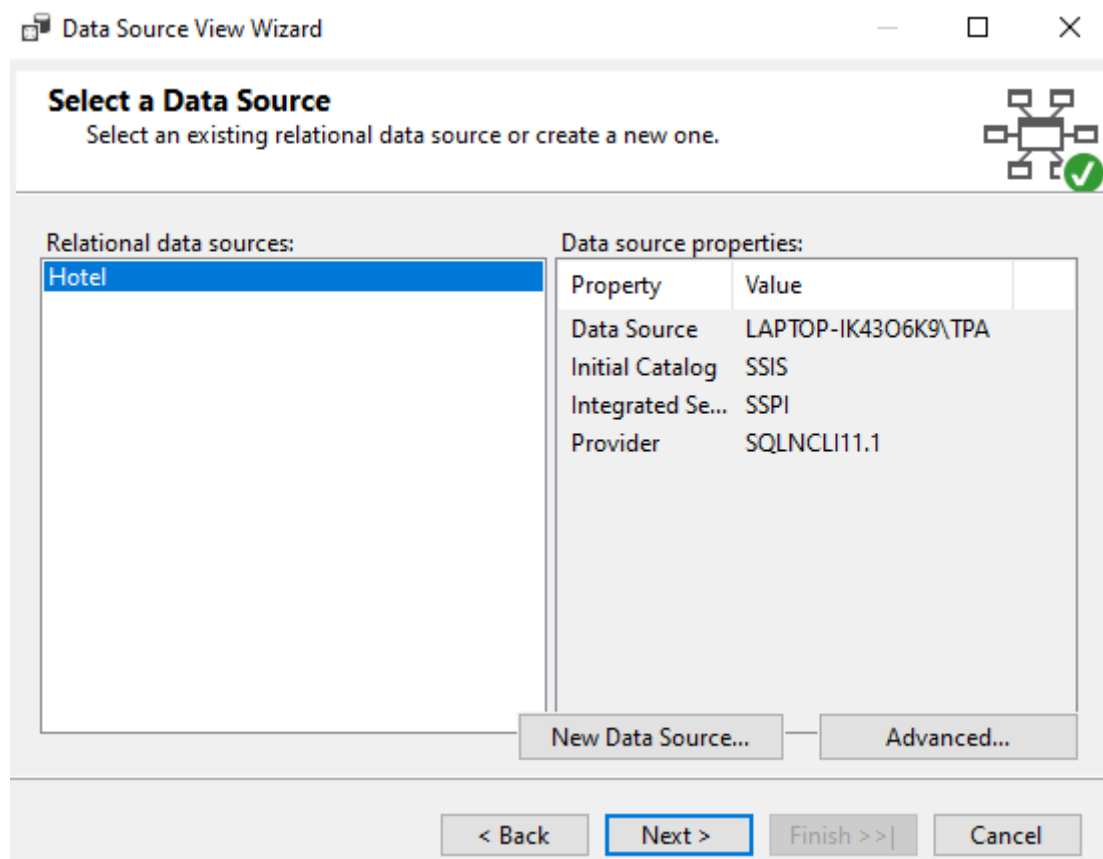 Data Source View Wizard
Select a Data Source
Select an existing relational data source or create a new one.
Relational data sources:
Hotel
Data source properties:
Property Value
Data Source LAPTOP-IK43O6K9\TPA
Initial Catalog SSIS
Integrated Se... SSPI
Provider SQLNCLI11.1
New Data Source...
Advanced...
< Back
Next >
Finish >>|
Cancel